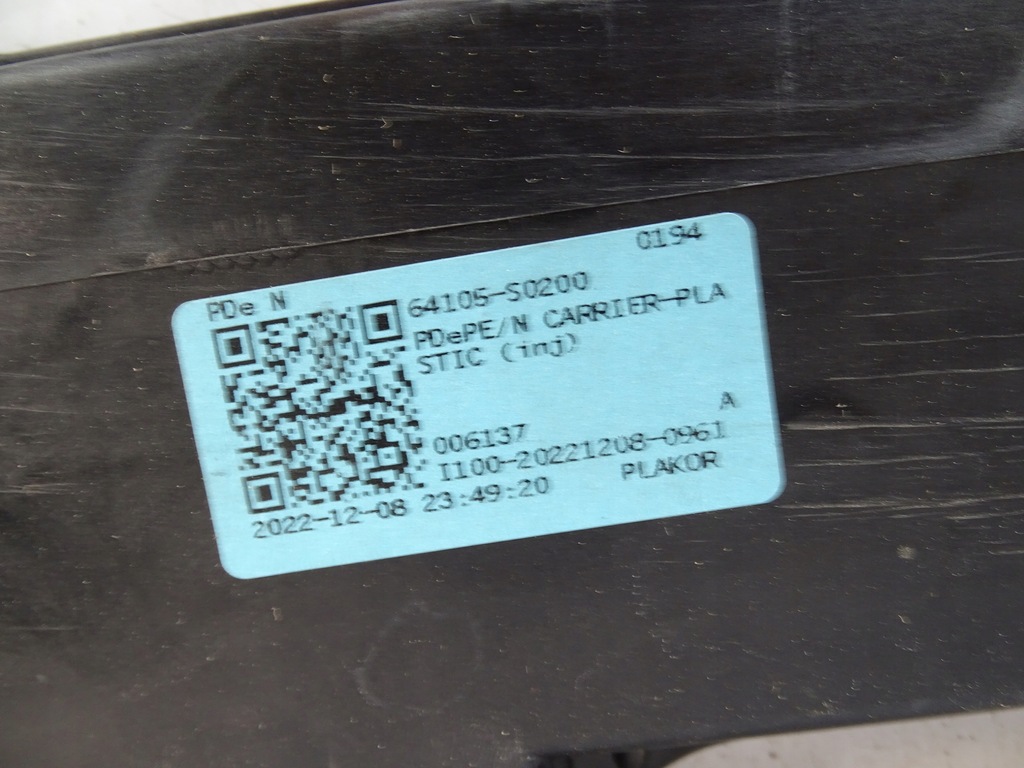 0194
PDe N
64105-S0200
PDePE/N CARRIER-PLA
STIC (inj)
A
006137
I100-20221208-0961
PLAKOR
2022-12-08 23:49:20